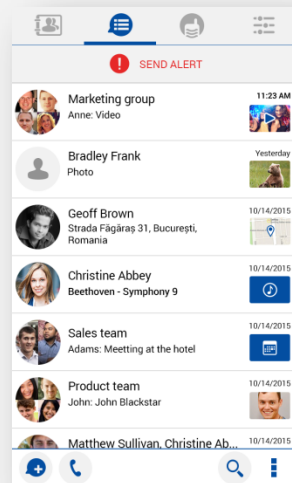 SEND ALERT
Marketing group
11:23 AM
Anne: Video
Bradley Frank
Yesterday
Photo
Geoff Brown
10/14/2015
Strada Făgăraș 31, București,
Romania
Christine Abbey
10/14/2015
Beethoven - Symphony 9
Sales team
10/14/2015
Adams: Meetting at the hotel
Product team
10/14/2015
John: John Blackstar
Matthew Sullivan, Christine Ab...
10/14/2015